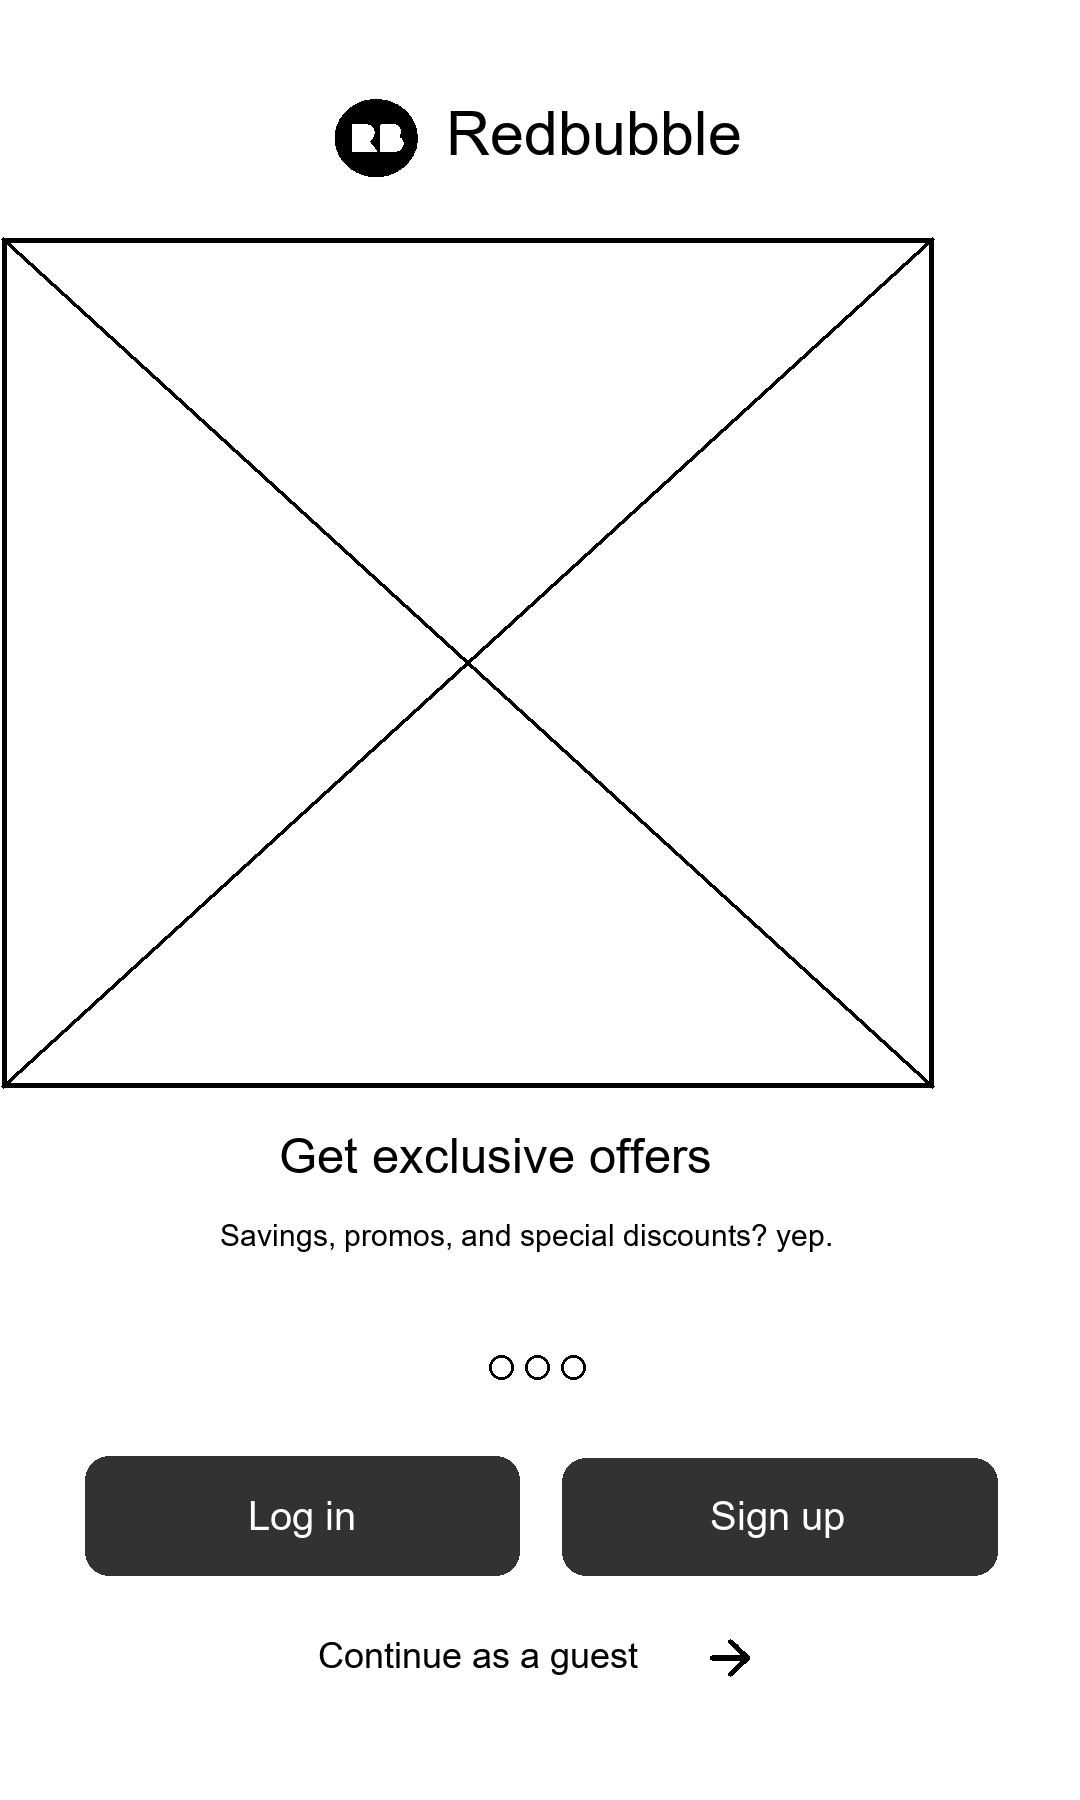 RB Redbubble
Get exclusive offers
Savings, promos, and special discounts? yep.
Log in
Sign up
Continue as a guest